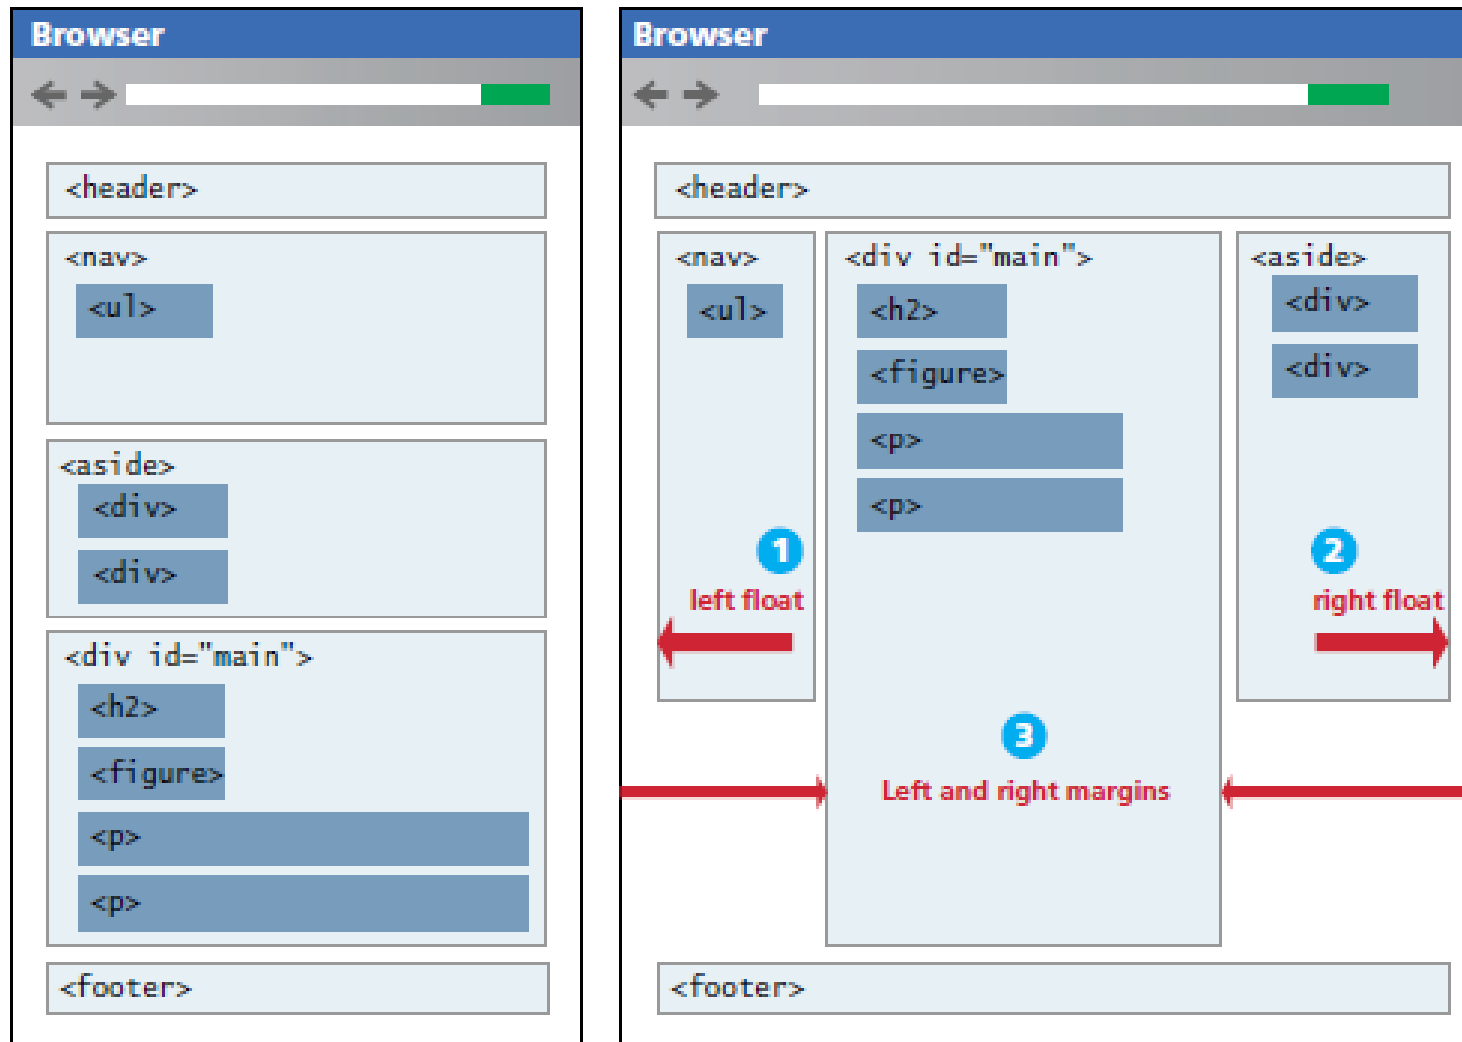 Browser
<header>
<nav>
<ul>
<aside>
<div>
<div>
<div id="main">
<h2>
<figure>
<p>
<p>
<footer>
Browser
<header>
<nav>
<ul>
1
left float
<div id="main">
<h2>
<figure>
<p>
<p>
3
Left and right margins
<aside>
<div>
<div>
2
right float
<footer>